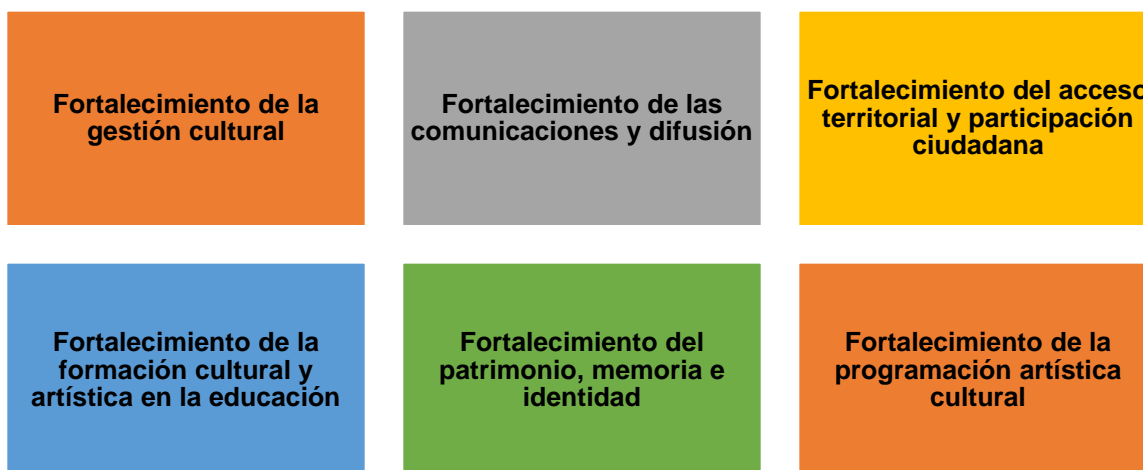 Fortalecimiento de la
gestión cultural
Fortalecimiento de las
comunicaciones y difusión
Fortalecimiento del acceso
territorial y participación
ciudadana
Fortalecimiento de la
formación cultural y
artística en la educación
Fortalecimiento del
patrimonio, memoria e
identidad
Fortalecimiento de la
programación artística
cultural